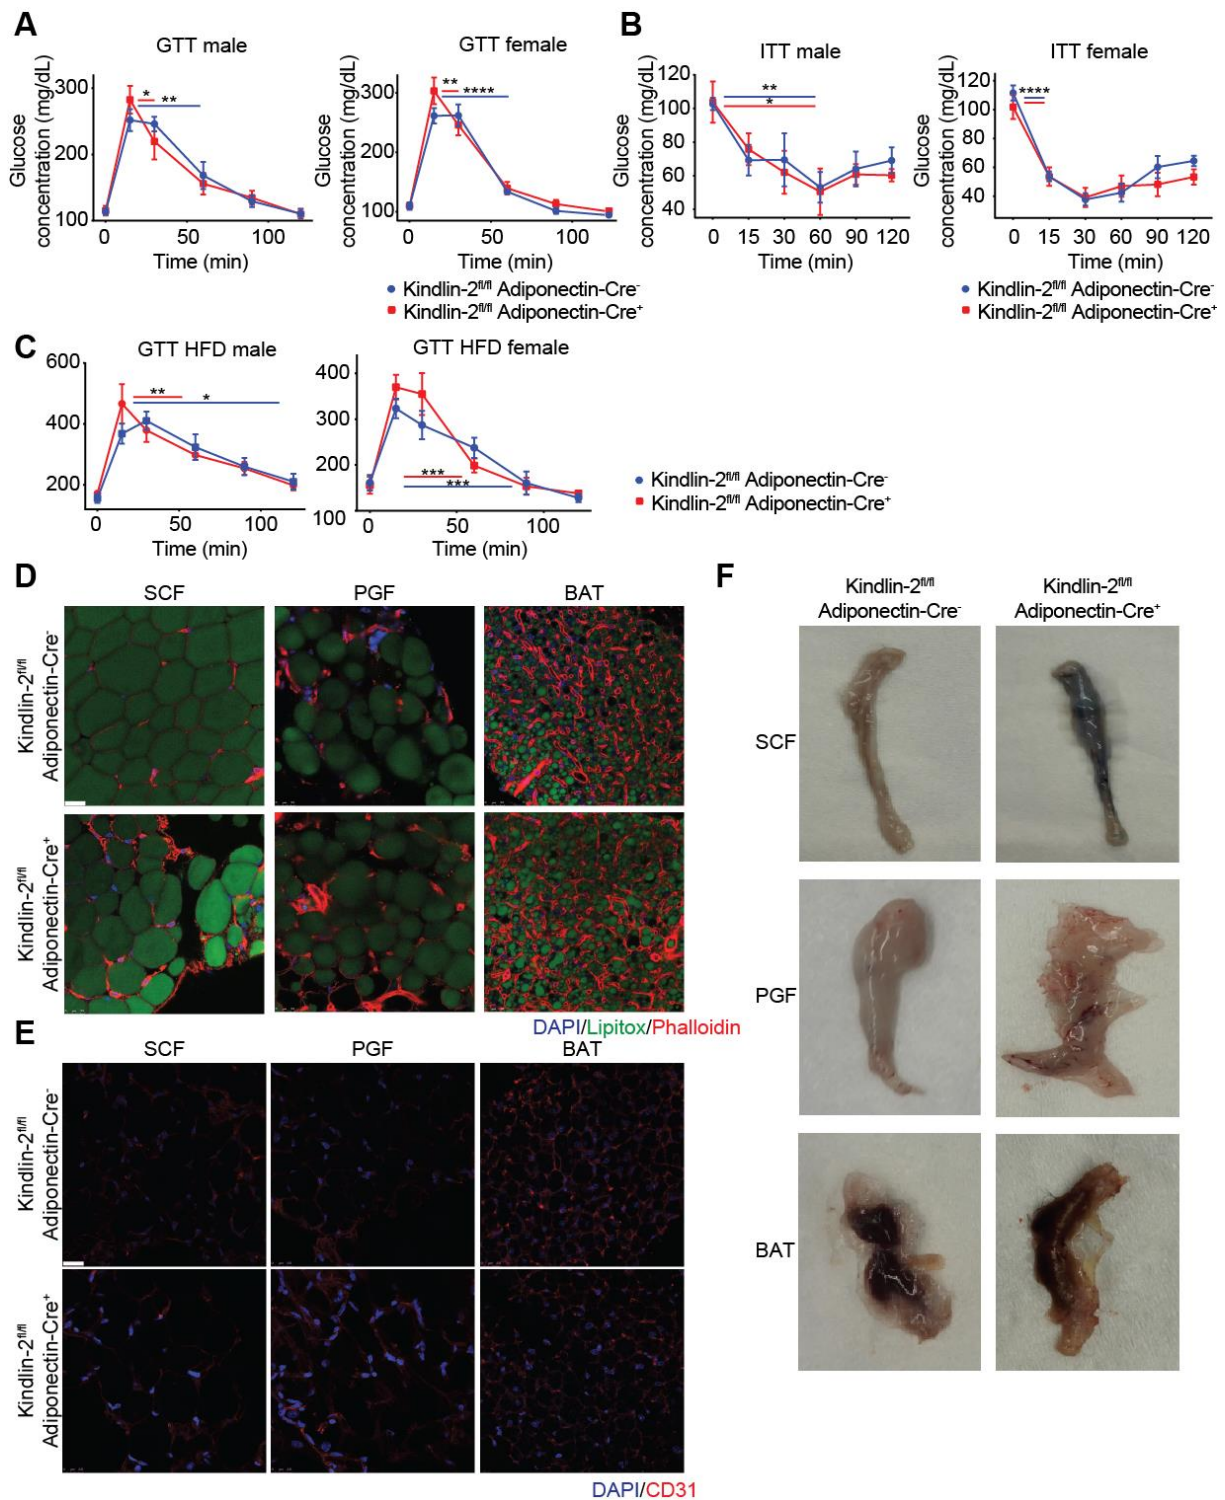 A
GTT male
Glucose
concentration (mg/dL)
300
200
100
* **
0 50 100
Time (min)
GTT female
Glucose
concentration (mg/dL)
300
200
100
** ****
0 50 100
Time (min)
Kindlin-2fl/fl Adiponectin-Cre-
Kindlin-2fl/fl Adiponectin-Cre+
B
ITT male
Glucose
concentration (mg/dL)
120
100
80
60
40
**
*
0 15 30 60 90 120
Time (min)
ITT female
Glucose
concentration (mg/dL)
120
100
80
60
40
****
0 15 30 60 90 120
Time (min)
Kindlin-2fl/fl Adiponectin-Cre-
Kindlin-2fl/fl Adiponectin-Cre+
C
GTT HFD male
600
400
200
** *
0 50 100
Time (min)
GTT HFD female
400
300
200
100
***
***
0 50 100
Time (min)
Kindlin-2fl/fl Adiponectin-Cre-
Kindlin-2fl/fl Adiponectin-Cre+
D
SCF PGF BAT
Kindlin-2fl/fl
Adiponectin-Cre-
Kindlin-2fl/fl
Adiponectin-Cre+
DAPI/Lipitox/Phalloidin
E
SCF PGF BAT
Kindlin-2fl/fl
Adiponectin-Cre-
Kindlin-2fl/fl
Adiponectin-Cre+
DAPI/CD31
F
Kindlin-2fl/fl
Adiponectin-Cre-
Kindlin-2fl/fl
Adiponectin-Cre+
SCF
PGF
BAT